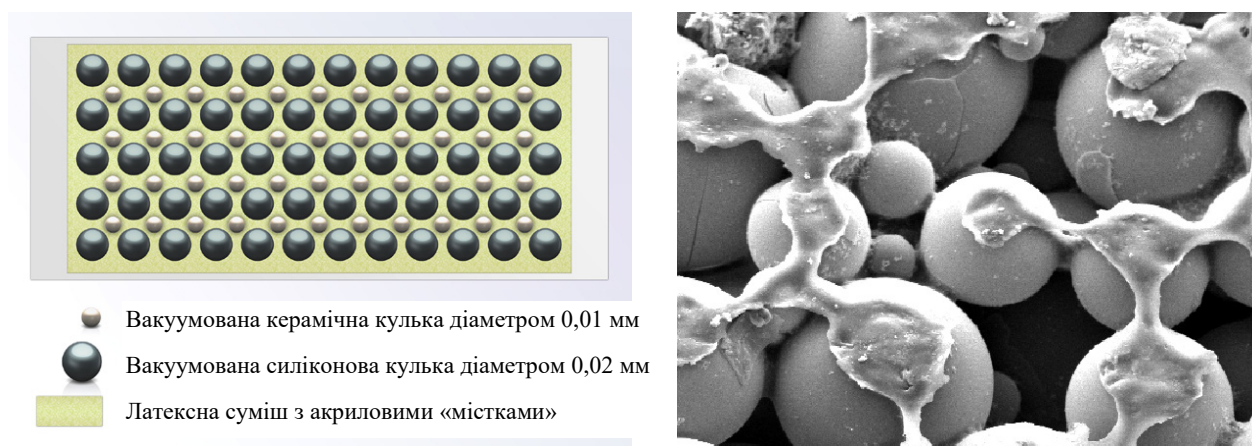 Вакуумована керамічна кулька діаметром 0,01 мм
Вакуумована силіконова кулька діаметром 0,02 мм
Латексна суміш з акриловими «містками»